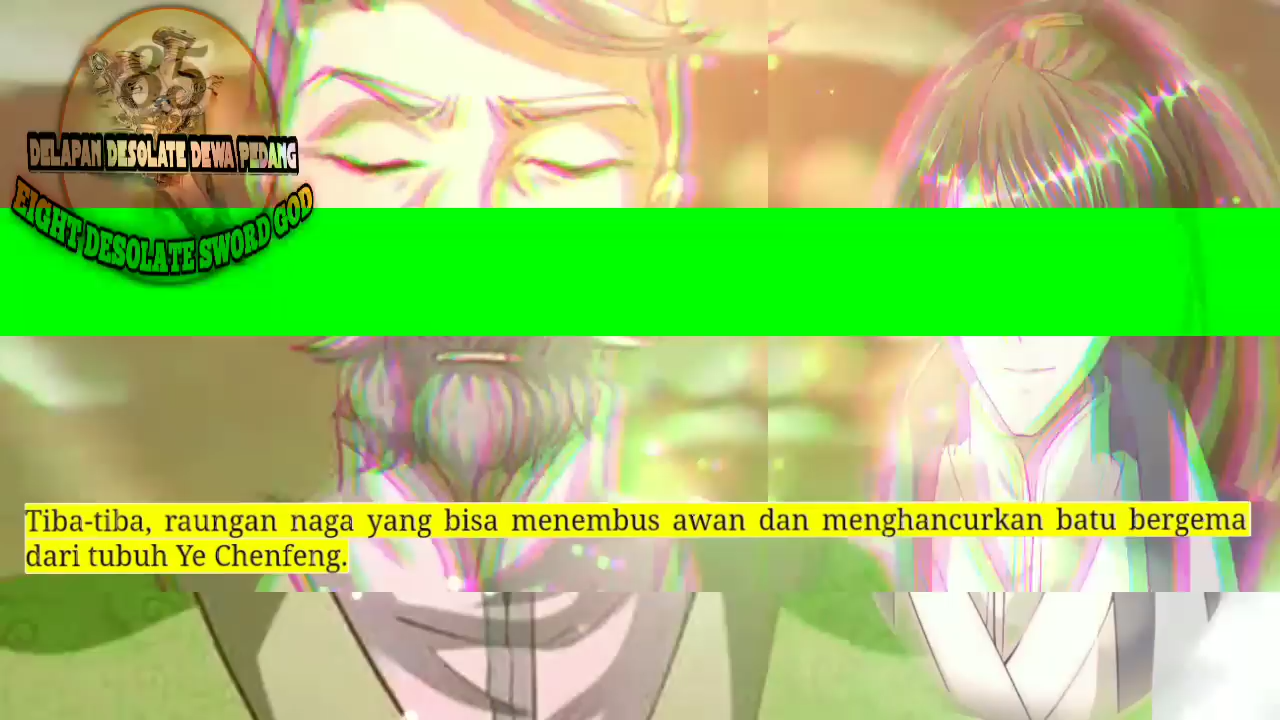 85
DELAPAN DESOLATE DEWA PEDANG
EIGHT DESOLATE SWORD GOD
Tiba-tiba, raungan naga yang bisa menembus awan dan menghancurkan batu bergema
dari tubuh Ye Chenfeng.